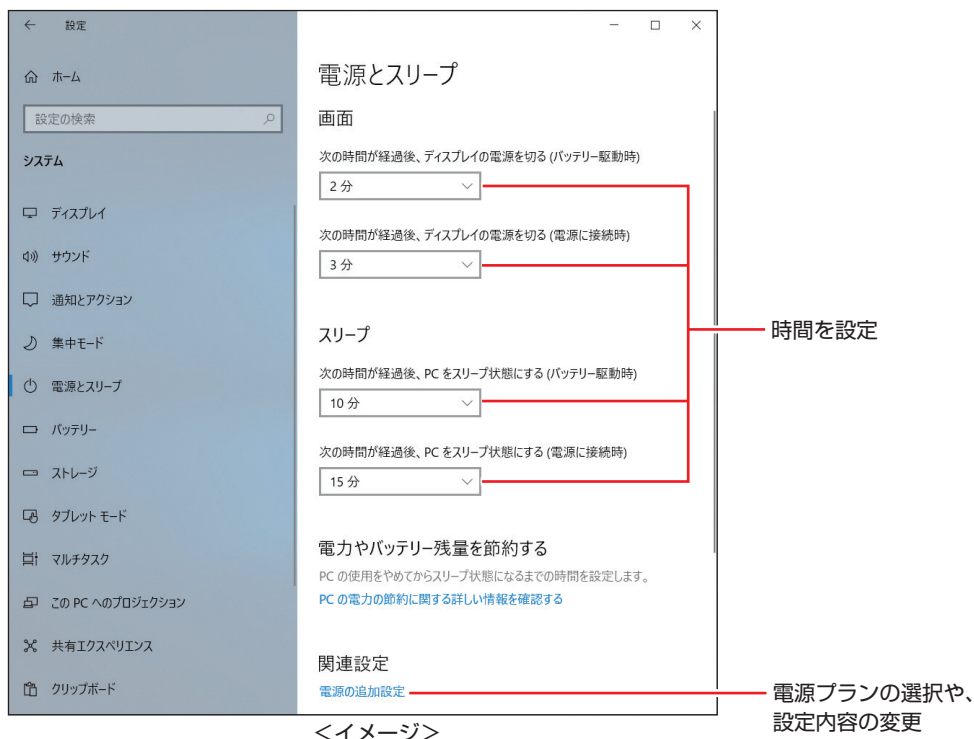 設定
ホーム
設定の検索
システム
ディスプレイ
サウンド
通知とアクション
集中モード
電源とスリープ
バッテリー
ストレージ
タブレット モード
マルチタスク
この PC へのプロジェクション
共有エクスペリエンス
クリップボード
電源とスリープ
画面
次の時間が経過後、ディスプレイの電源を切る (バッテリー駆動時)
2 分
次の時間が経過後、ディスプレイの電源を切る (電源に接続時)
3 分
スリープ
次の時間が経過後、PC をスリープ状態にする (バッテリー駆動時)
10 分
次の時間が経過後、PC をスリープ状態にする (電源に接続時)
15 分
電力やバッテリー残量を節約する
PC の使用をやめてからスリープ状態になるまでの時間を設定します。
PC の電力の節約に関する詳しい情報を確認する
関連設定
電源の追加設定
時間を設定
電源プランの選択や、
設定内容の変更
＜イメージ＞